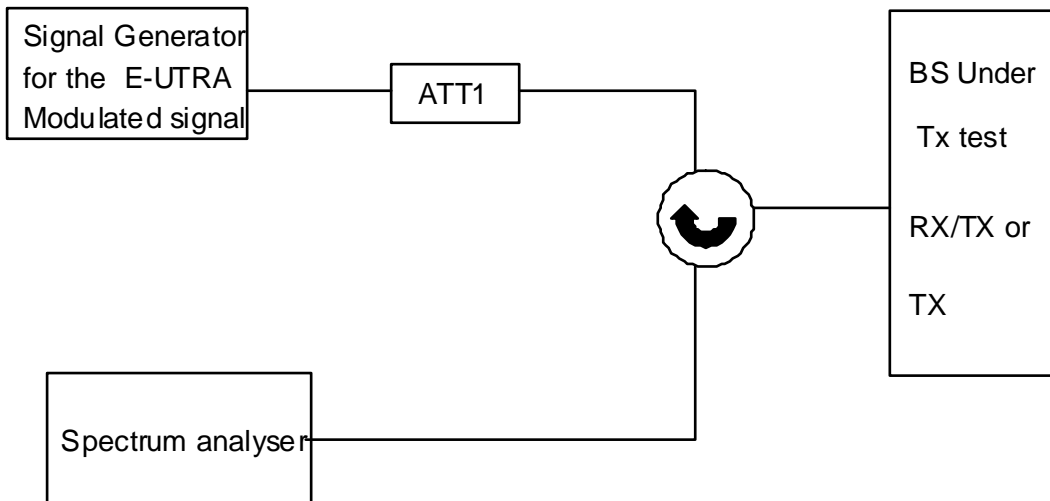 Signal Generator
for the E-UTRA
Modulated signal
ATT1
BS Under
Tx test
RX/TX or
TX
Spectrum analyser